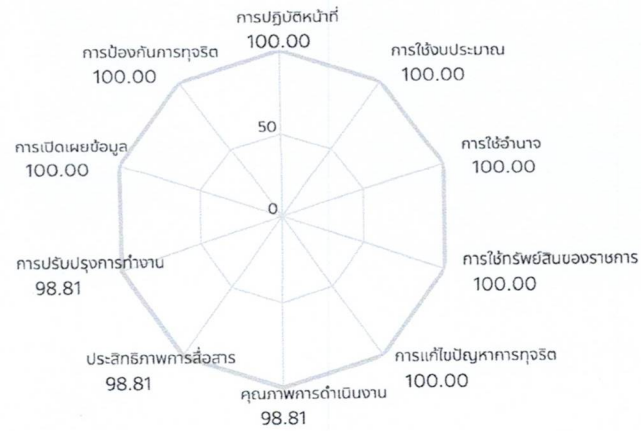 การปฏิบัติหน้าที่
100.00
การใช้งบประมาณ
100.00
การใช้อำนาจ
100.00
การใช้ทรัพย์สินของราชการ
100.00
การแก้ไขปัญหาการทุจริต
100.00
คุณภาพการดำเนินงาน
98.81
ประสิทธิภาพการสื่อสาร
98.81
การปรับปรุงการทำงาน
98.81
การเปิดเผยข้อมูล
100.00
การป้องกันการทุจริต
100.00
50
0